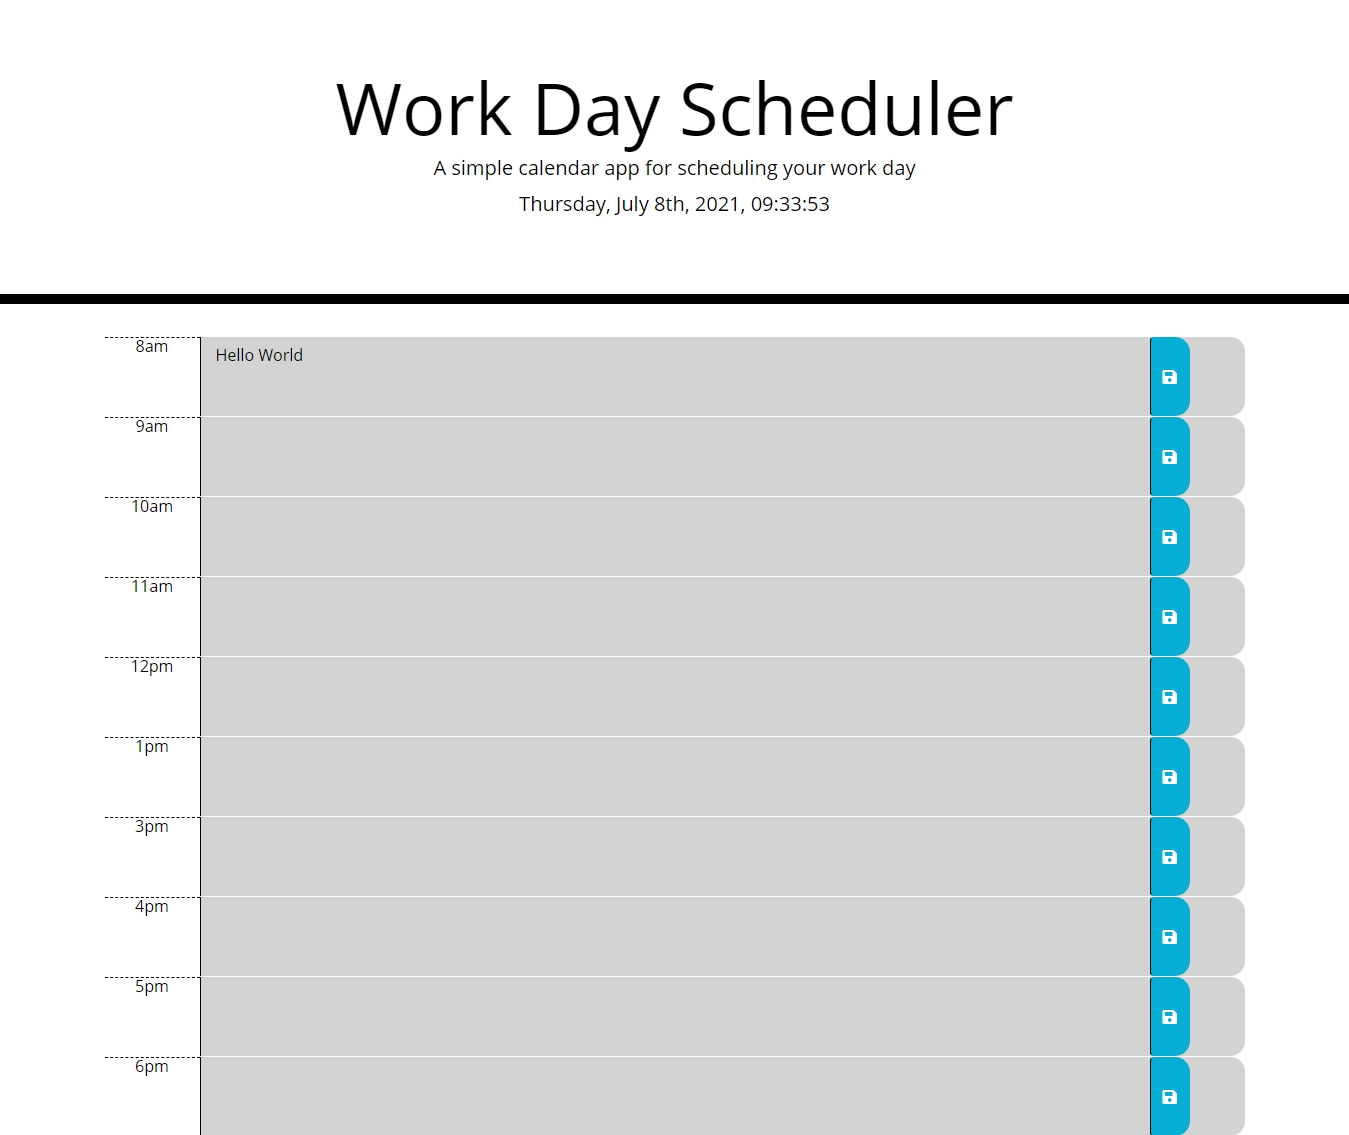 Work Day Scheduler
A simple calendar app for scheduling your work day
Thursday, July 8th, 2021, 09:33:53
8am
Hello World
9am
10am
11am
12pm
1pm
3pm
4pm
5pm
6pm